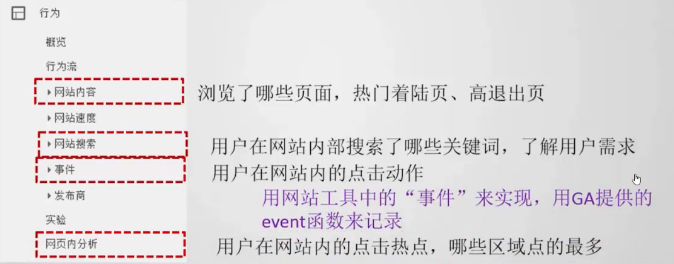 行为
概览
行为流
网站内容 浏览了哪些页面，热门着陆页、高退出页
网站速度
网站搜索 用户在网站内部搜索了哪些关键词，了解用户需求
事件 用户在网站内的点击动作
发布商 用网站工具中的“事件”来实现，用GA提供的
实验 event函数来记录
网页内分析 用户在网站内的点击热点，哪些区域点的最多